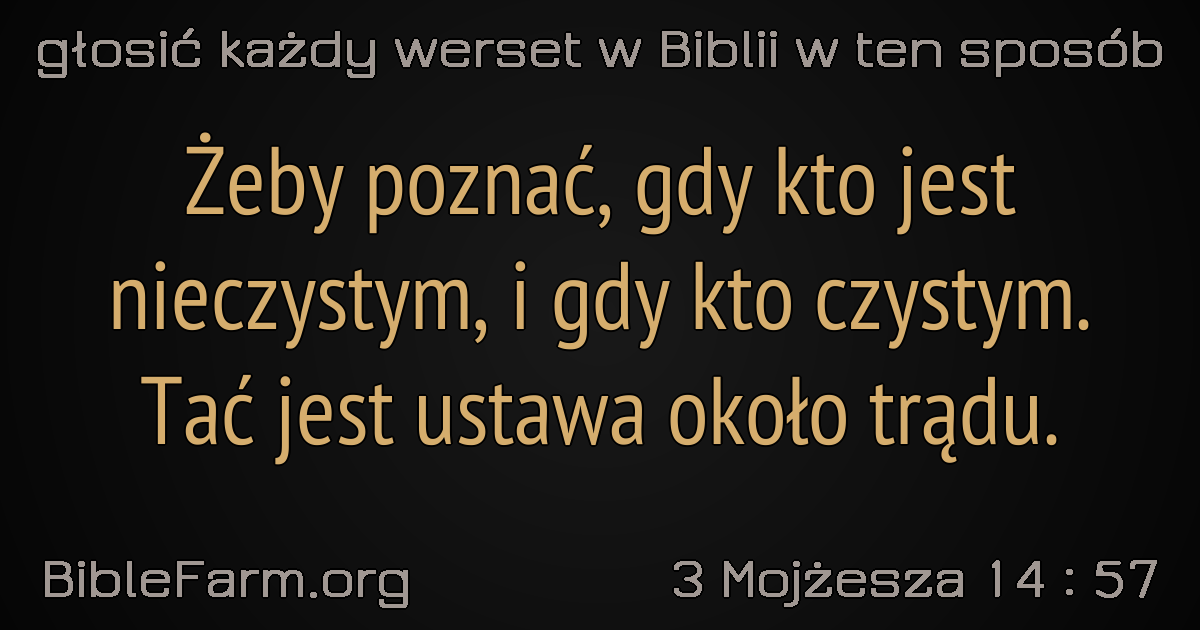 głosić każdy werset w Biblii w ten sposób
Żeby poznać, gdy kto jest
nieczystym, i gdy kto czystym.
Tać jest ustawa około trądu.
BibleFarm.org
3 Mojżesza 14 : 57